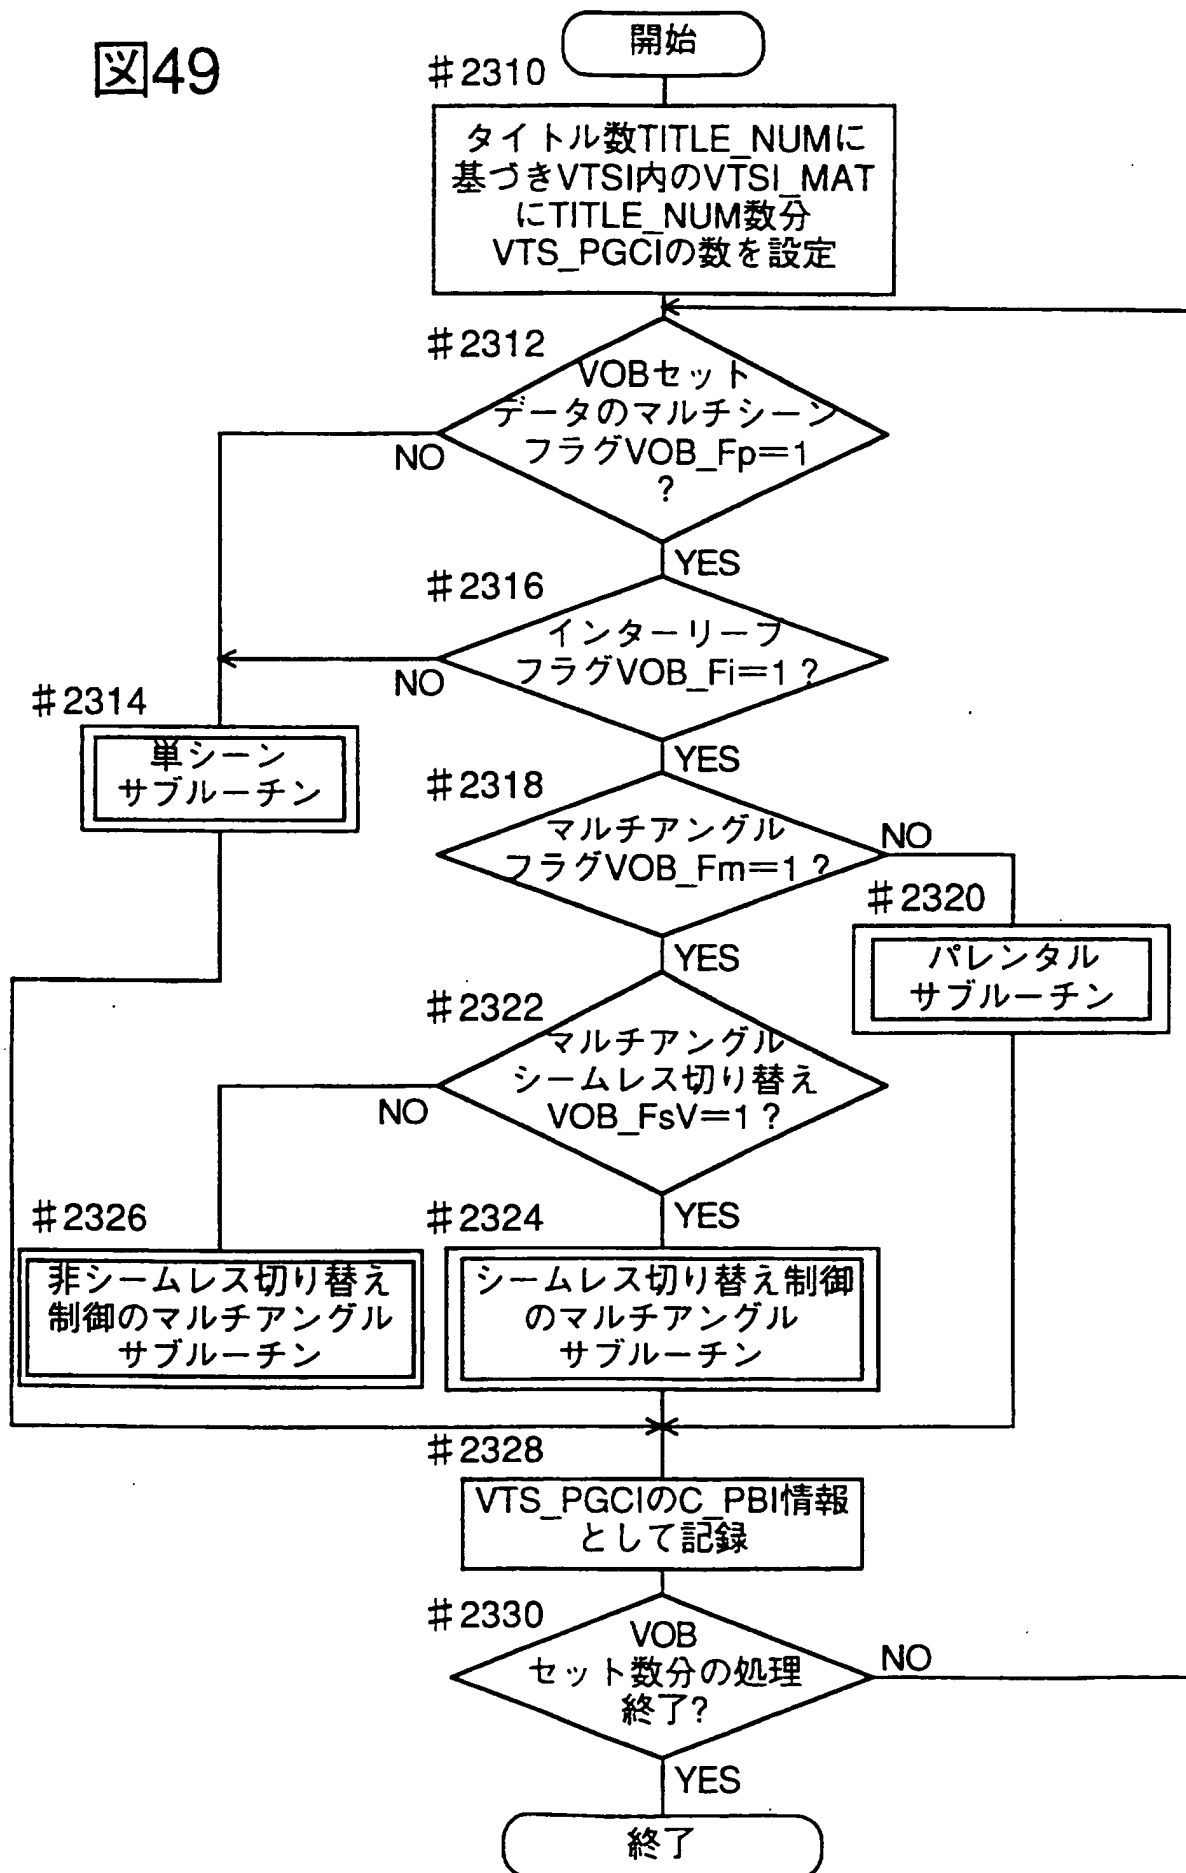 図49
開始
#2310
タイトル数TITLE_NUMに
基づきVTSI内のVTSI_MAT
にTITLE_NUM数分
VTS_PGCIの数を設定
#2312
VOBセット
データのマルチシーン
フラグVOB_Fp=1
?
NO
YES
#2316
インターリーブ
フラグVOB_Fi=1?
NO
YES
#2314
単シーン
サブルーチン
#2318
マルチアングル
フラグVOB_Fm=1?
NO
YES
#2320
パレンタル
サブルーチン
#2322
マルチアングル
シームレス切り替え
VOB_FsV=1?
NO
YES
#2326
非シームレス切り替え
制御のマルチアングル
サブルーチン
#2324
シームレス切り替え制御
のマルチアングル
サブルーチン
#2328
VTS_PGCIのC_PBI情報
として記録
#2330
VOB
セット数分の処理
終了?
NO
YES
終了